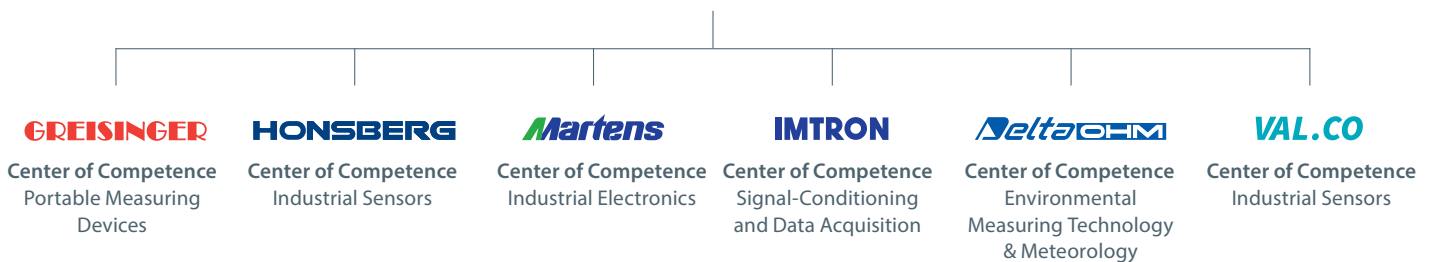 GREISINGER
Center of Competence
Portable Measuring
Devices
HONSBERG
Center of Competence
Industrial Sensors
Martens
Center of Competence
Industrial Electronics
IMTRON
Center of Competence
Signal-Conditioning
and Data Acquisition
Delta OHM
Center of Competence
Environmental
Measuring Technology
& Meteorology
VAL.CO
Center of Competence
Industrial Sensors